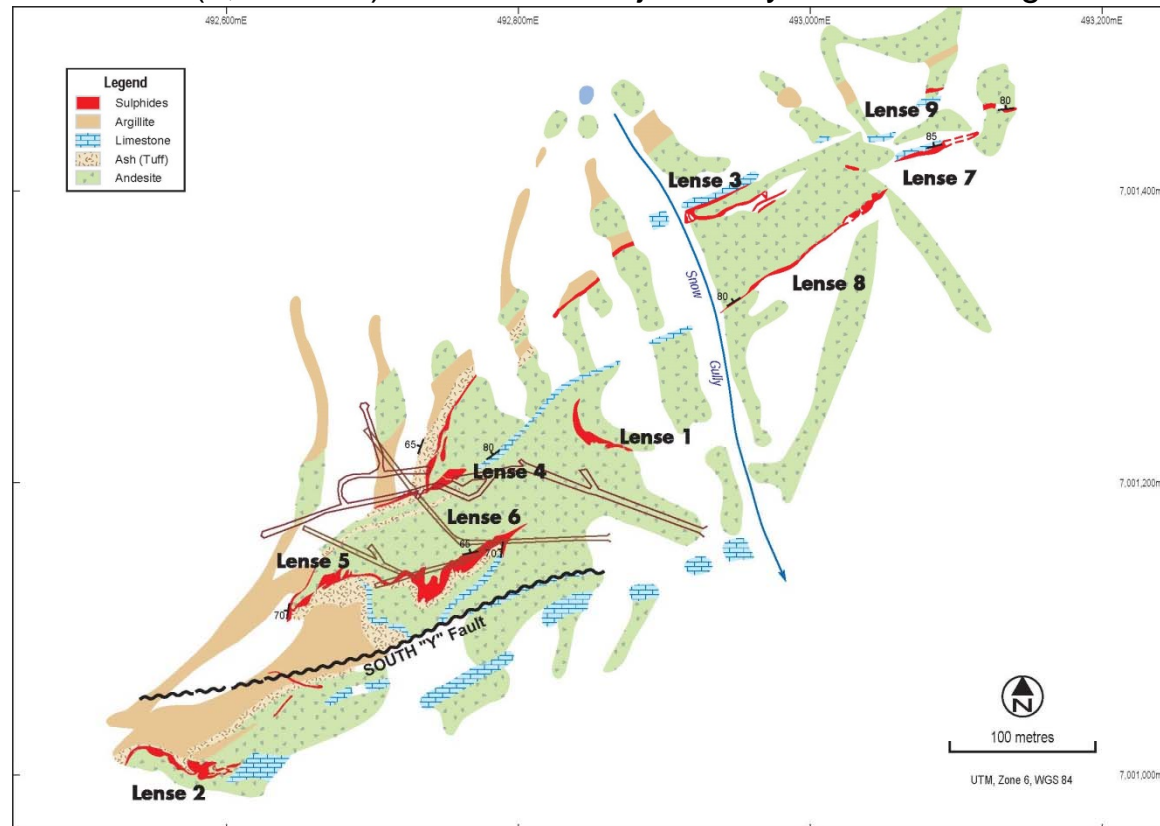 492,600mE
492,800mE
493,000mE
493,200mE
Legend
Sulphides
Argillite
Limestone
Ash (Tuff)
Andesite
Lense 9
80
85
Lense 7
Lense 3
7,001,400m
Snow
Lense 8
80
Gully
65
80
Lense 1
Lense 4
7,001,200m
Lense 6
65
70
Lense 5
70
SOUTH "Y" Fault
N
100 metres
UTM, Zone 6, WGS 84
7,001,000m
Lense 2